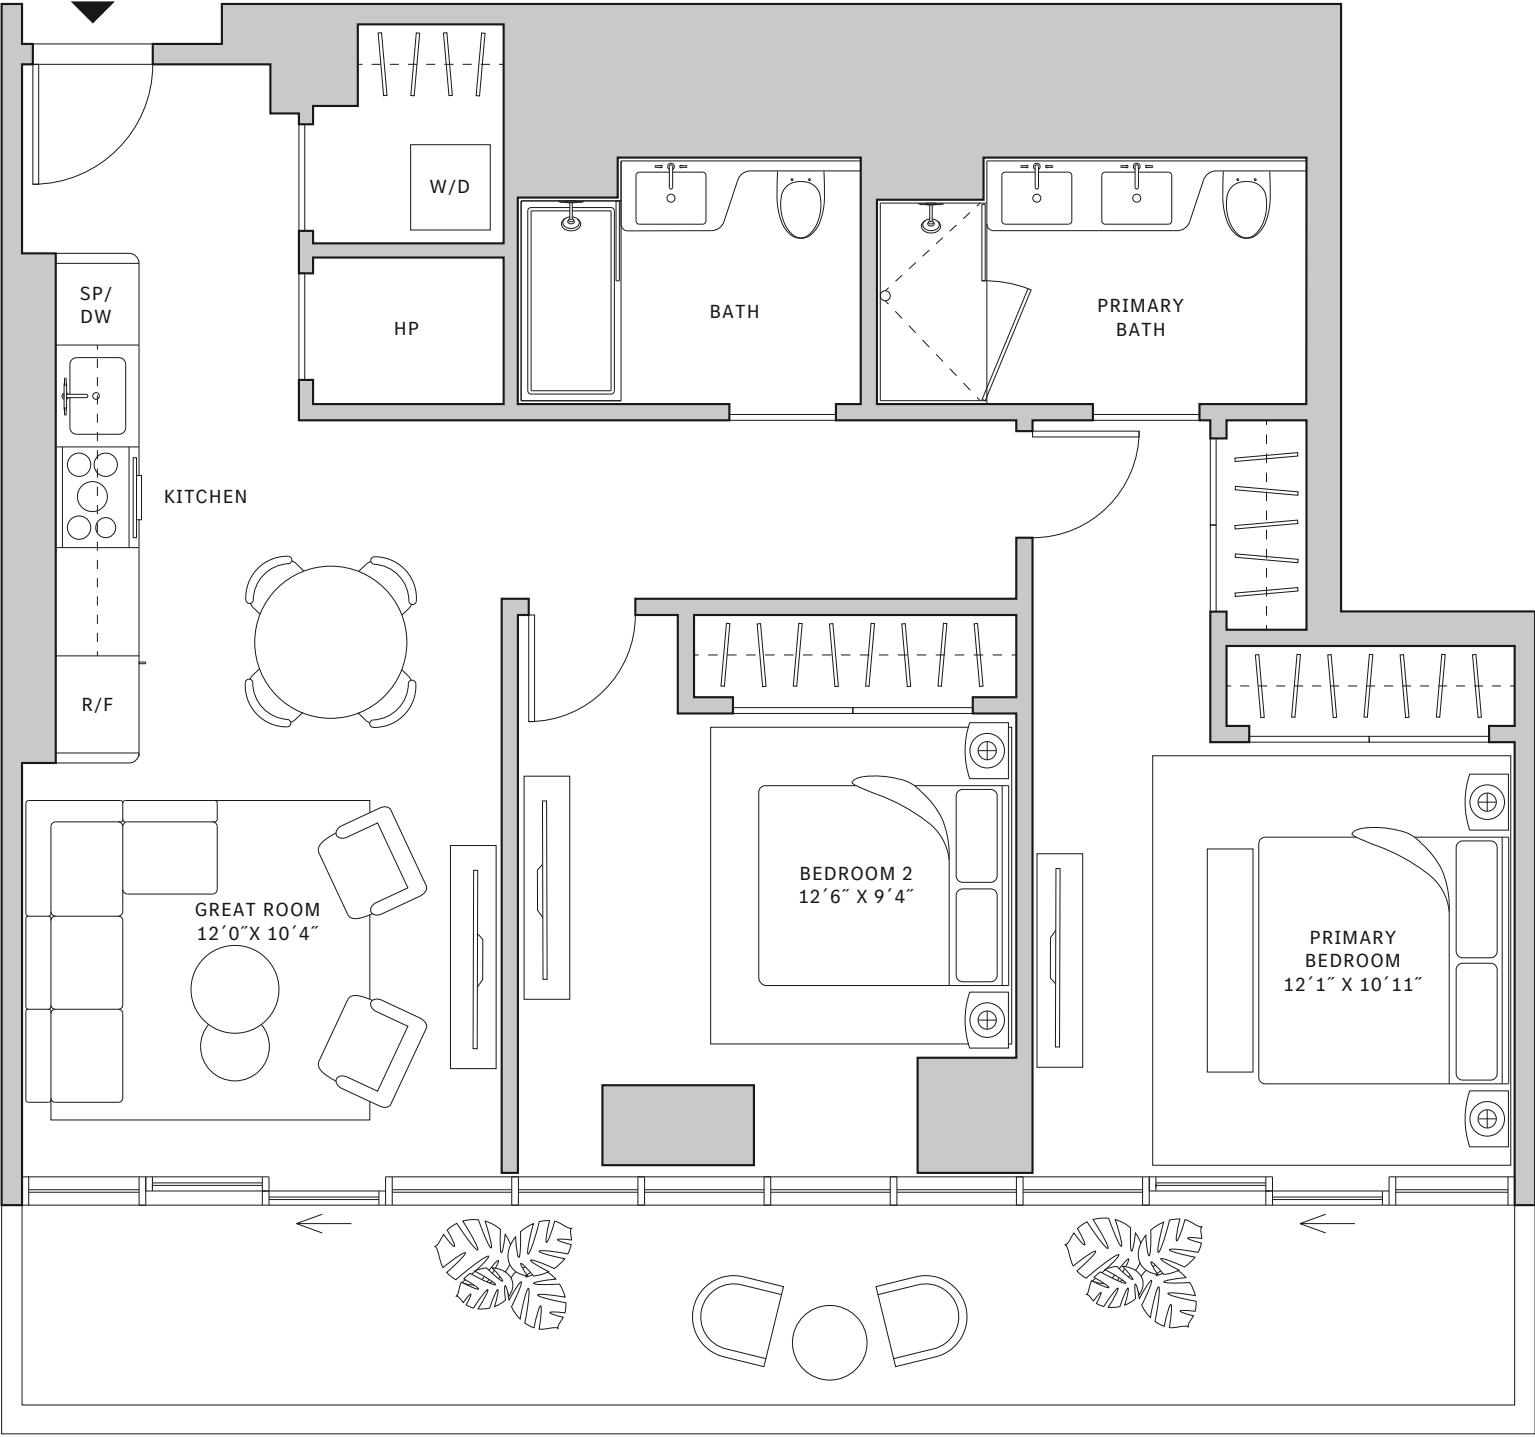 W/D
SP/
DW
HP
BATH
PRIMARY
BATH
KITCHEN
R/F
GREAT ROOM
12´0˝X 10´4˝
BEDROOM 2
12´6˝ X 9´4˝
PRIMARY
BEDROOM
12´1˝ X 10´11˝